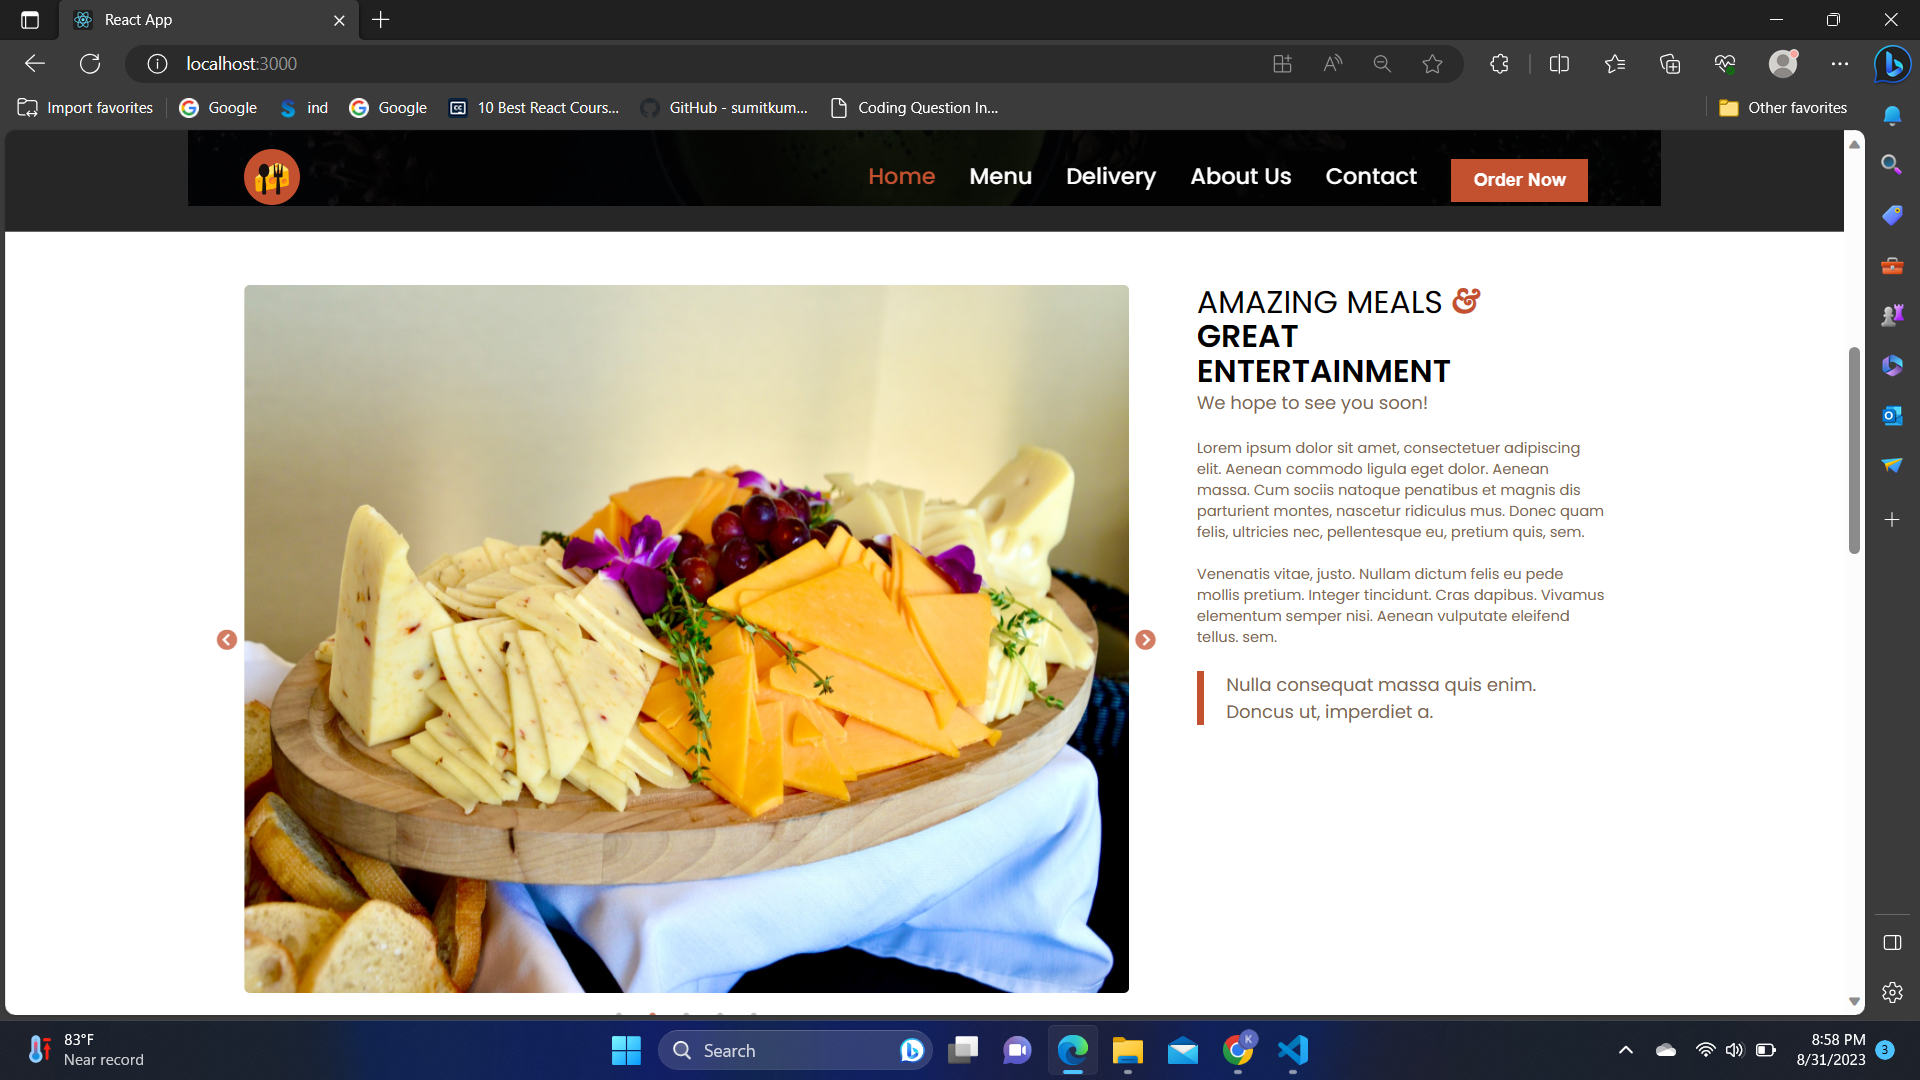 React App
localhost:3000
Import favorites
Google
ind
Google
10 Best React Cours...
GitHub - sumitkum...
Coding Question In...
Other favorites
Home
Menu
Delivery
About Us
Contact
Order Now
AMAZING MEALS &
GREAT
ENTERTAINMENT
We hope to see you soon!
Lorem ipsum dolor sit amet, consectetuer adipiscing
elit. Aenean commodo ligula eget dolor. Aenean
massa. Cum sociis natoque penatibus et magnis dis
parturient montes, nascetur ridiculus mus. Donec quam
felis, ultricies nec, pellentesque eu, pretium quis, sem.
Venenatis vitae, justo. Nullam dictum felis eu pede
mollis pretium. Integer tincidunt. Cras dapibus. Vivamus
elementum semper nisi. Aenean vulputate eleifend
tellus. sem.
Nulla consequat massa quis enim.
Doncus ut, imperdiet a.
83°F
Near record
Search
K
8:58 PM
8/31/2023
3